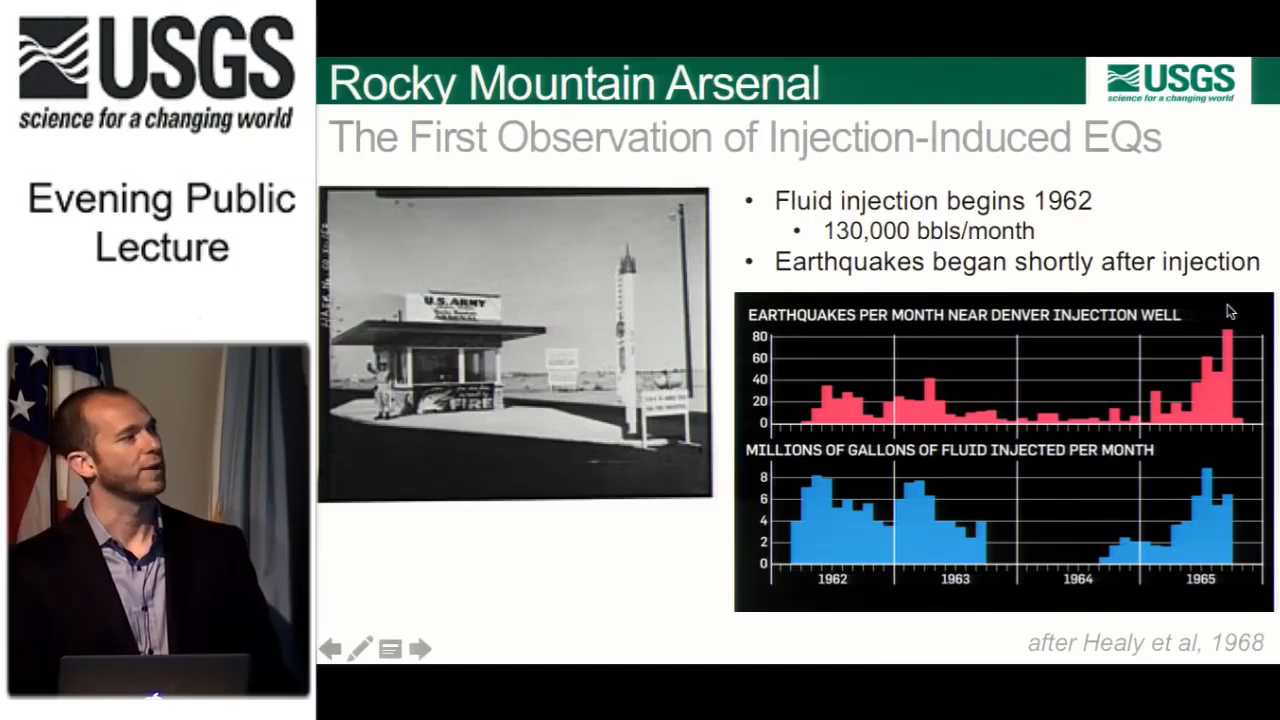 USGS
science for a changing world
Evening Public
Lecture
Rocky Mountain Arsenal
USGS
science for a changing world
The First Observation of Injection-Induced EQs
• Fluid injection begins 1962
• 130,000 bbls/month
• Earthquakes began shortly after injection
U.S. ARMY
ARSENAL
FIRE
EARTHQUAKES PER MONTH NEAR DENVER INJECTION WELL
80
60
40
20
0
MILLIONS OF GALLONS OF FLUID INJECTED PER MONTH
8
6
4
2
0
1962 1963 1964 1965
after Healy et al, 1968